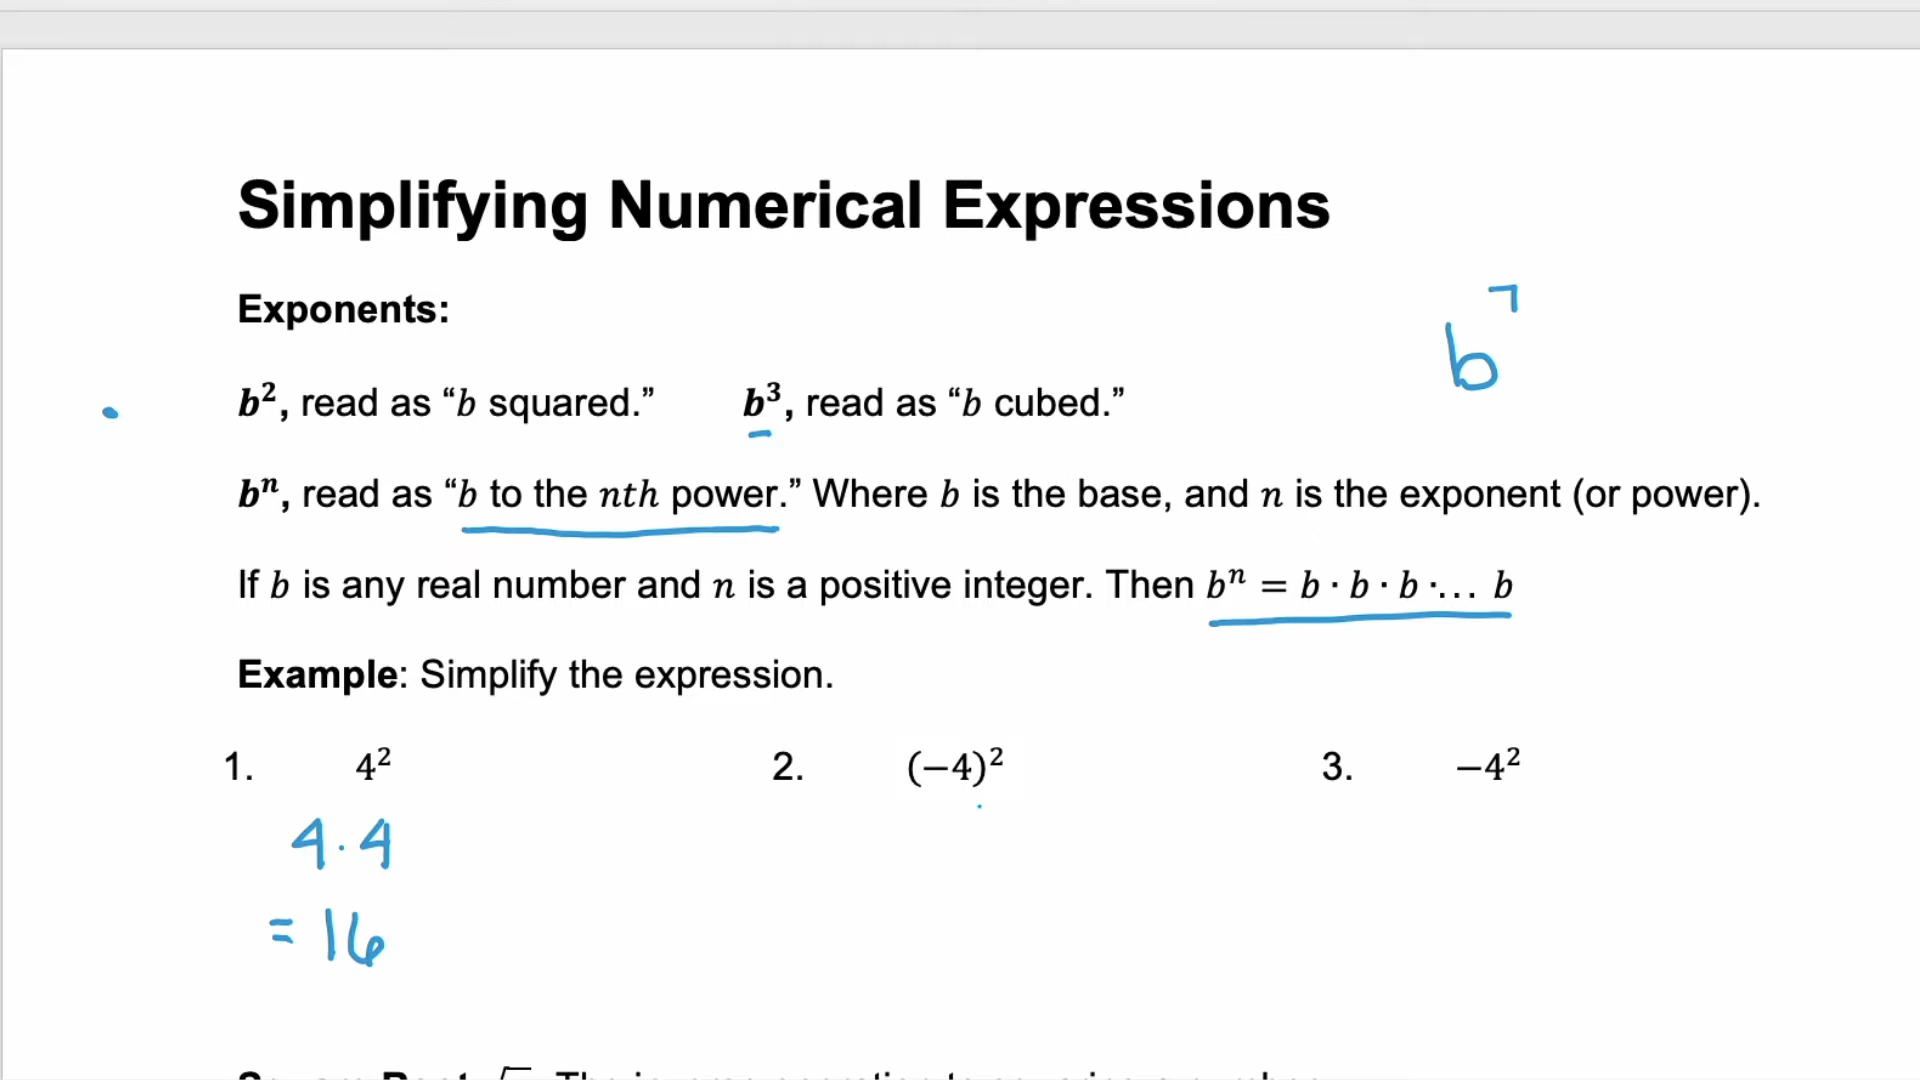 Simplifying Numerical Expressions
Exponents:
b⁷
b², read as “b squared.” b³, read as “b cubed.”
bⁿ, read as “b to the nth power.” Where b is the base, and n is the exponent (or power).
If b is any real number and n is a positive integer. Then bⁿ = b · b · b ·… b
Example: Simplify the expression.
1. 4² 2. (−4)² 3. −4²
4 · 4
= 16